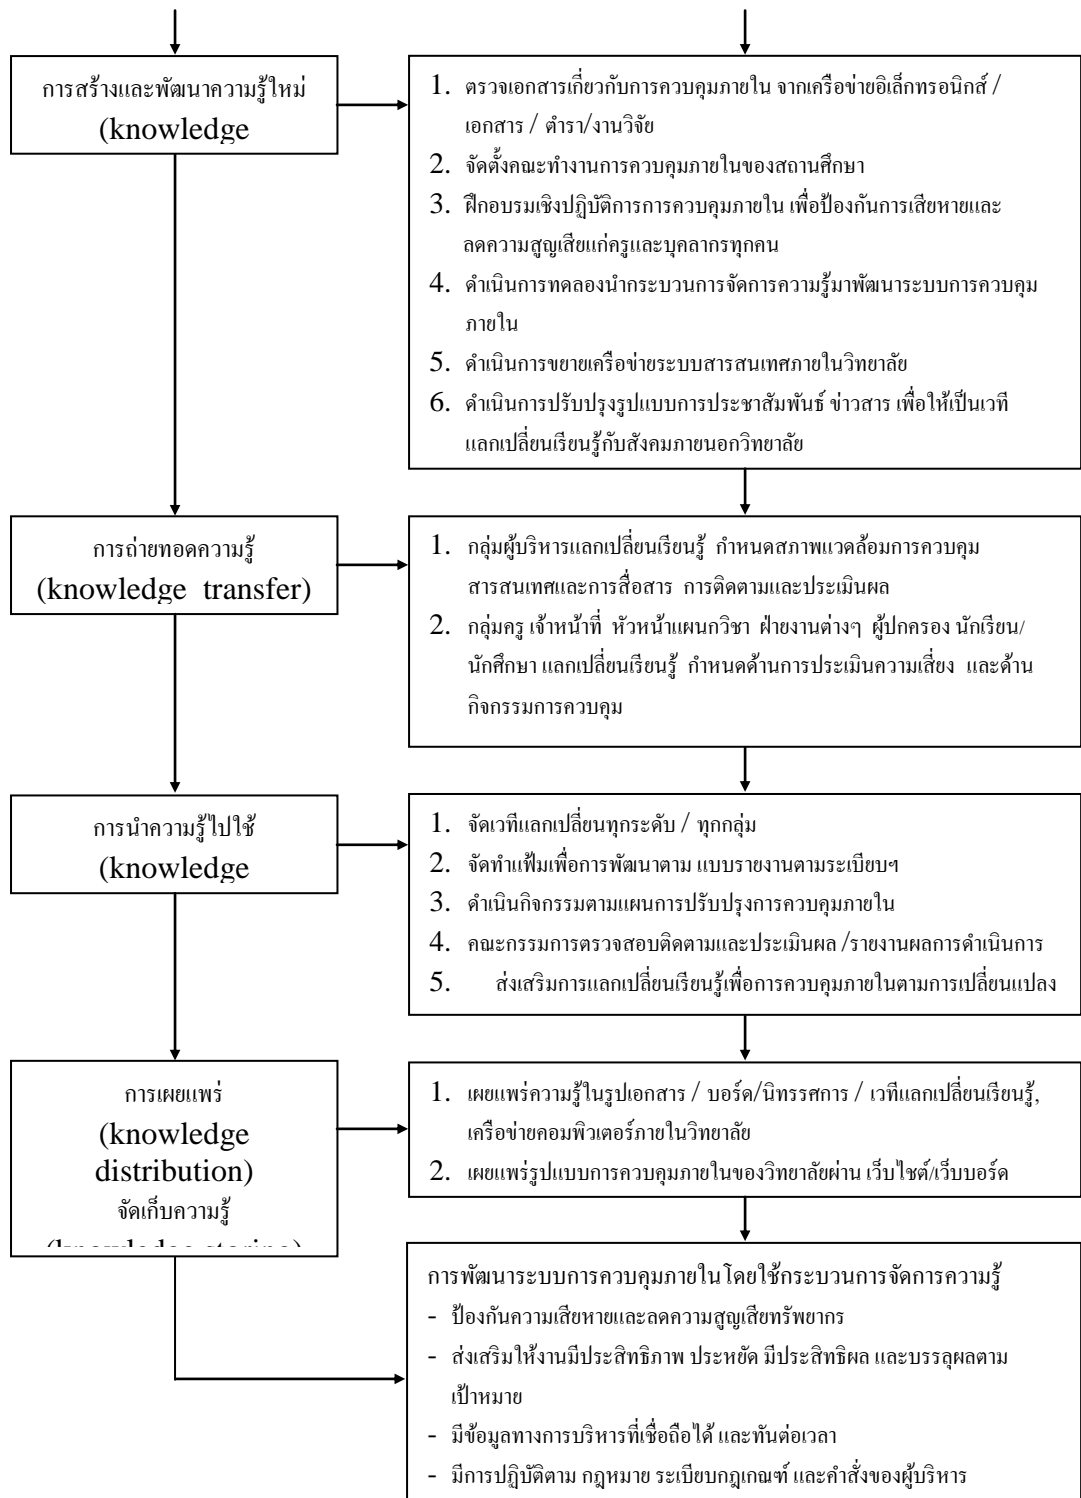 การสร้างและพัฒนาความรู้ใหม่
(knowledge
1. ตรวจเอกสารเกี่ยวกับการควบคุมภายใน จากเครือข่ายอิเล็กทรอนิกส์ /
เอกสาร / ตำรา/งานวิจัย
2. จัดตั้งคณะทำงานการควบคุมภายในของสถานศึกษา
3. ฝึกอบรมเชิงปฏิบัติการการควบคุมภายใน เพื่อป้องกันการเสียหายและ
ลดความสูญเสียแก่ครูและบุคลากรทุกคน
4. ดำเนินการทดลองนำกระบวนการจัดการความรู้มาพัฒนาระบบการควบคุม
ภายใน
5. ดำเนินการขยายเครือข่ายระบบสารสนเทศภายในวิทยาลัย
6. ดำเนินการปรับปรุงรูปแบบการประชาสัมพันธ์ ข่าวสาร เพื่อให้เป็นเวที
แลกเปลี่ยนเรียนรู้กับสังคมภายนอกวิทยาลัย
การถ่ายทอดความรู้
(knowledge transfer)
1. กลุ่มผู้บริหารแลกเปลี่ยนเรียนรู้ กำหนดสภาพแวดล้อมการควบคุม
สารสนเทศและการสื่อสาร การติดตามและประเมินผล
2. กลุ่มครู เจ้าหน้าที่ หัวหน้าแผนกวิชา ฝ่ายงานต่างๆ ผู้ปกครอง นักเรียน/
นักศึกษา แลกเปลี่ยนเรียนรู้ กำหนดด้านการประเมินความเสี่ยง และด้าน
กิจกรรมการควบคุม
การนำความรู้ไปใช้
(knowledge
1. จัดเวทีแลกเปลี่ยนทุกระดับ / ทุกกลุ่ม
2. จัดทำแฟ้มเพื่อการพัฒนาตาม แบบรายงานตามระเบียบฯ
3. ดำเนินกิจกรรมตามแผนการปรับปรุงการควบคุมภายใน
4. คณะกรรมการตรวจสอบติดตามและประเมินผล /รายงานผลการดำเนินการ
5. ส่งเสริมการแลกเปลี่ยนเรียนรู้เพื่อการควบคุมภายในตามการเปลี่ยนแปลง
การเผยแพร่
(knowledge
distribution)
จัดเก็บความรู้
(knowledge storing)
1. เผยแพร่ความรู้ในรูปเอกสาร / บอร์ด/นิทรรศการ / เวทีแลกเปลี่ยนเรียนรู้,
เครือข่ายคอมพิวเตอร์ภายในวิทยาลัย
2. เผยแพร่รูปแบบการควบคุมภายในของวิทยาลัยผ่าน เว็บไซต์/เว็บบอร์ด
การพัฒนาระบบการควบคุมภายในโดยใช้กระบวนการจัดการความรู้
- ป้องกันความเสียหายและลดความสูญเสียทรัพยากร
- ส่งเสริมให้งานมีประสิทธิภาพ ประหยัด มีประสิทธิผล และบรรลุผลตาม
เป้าหมาย
- มีข้อมูลทางการบริหารที่เชื่อถือได้ และทันต่อเวลา
- มีการปฏิบัติตาม กฎหมาย ระเบียบกฎเกณฑ์ และคำสั่งของผู้บริหาร